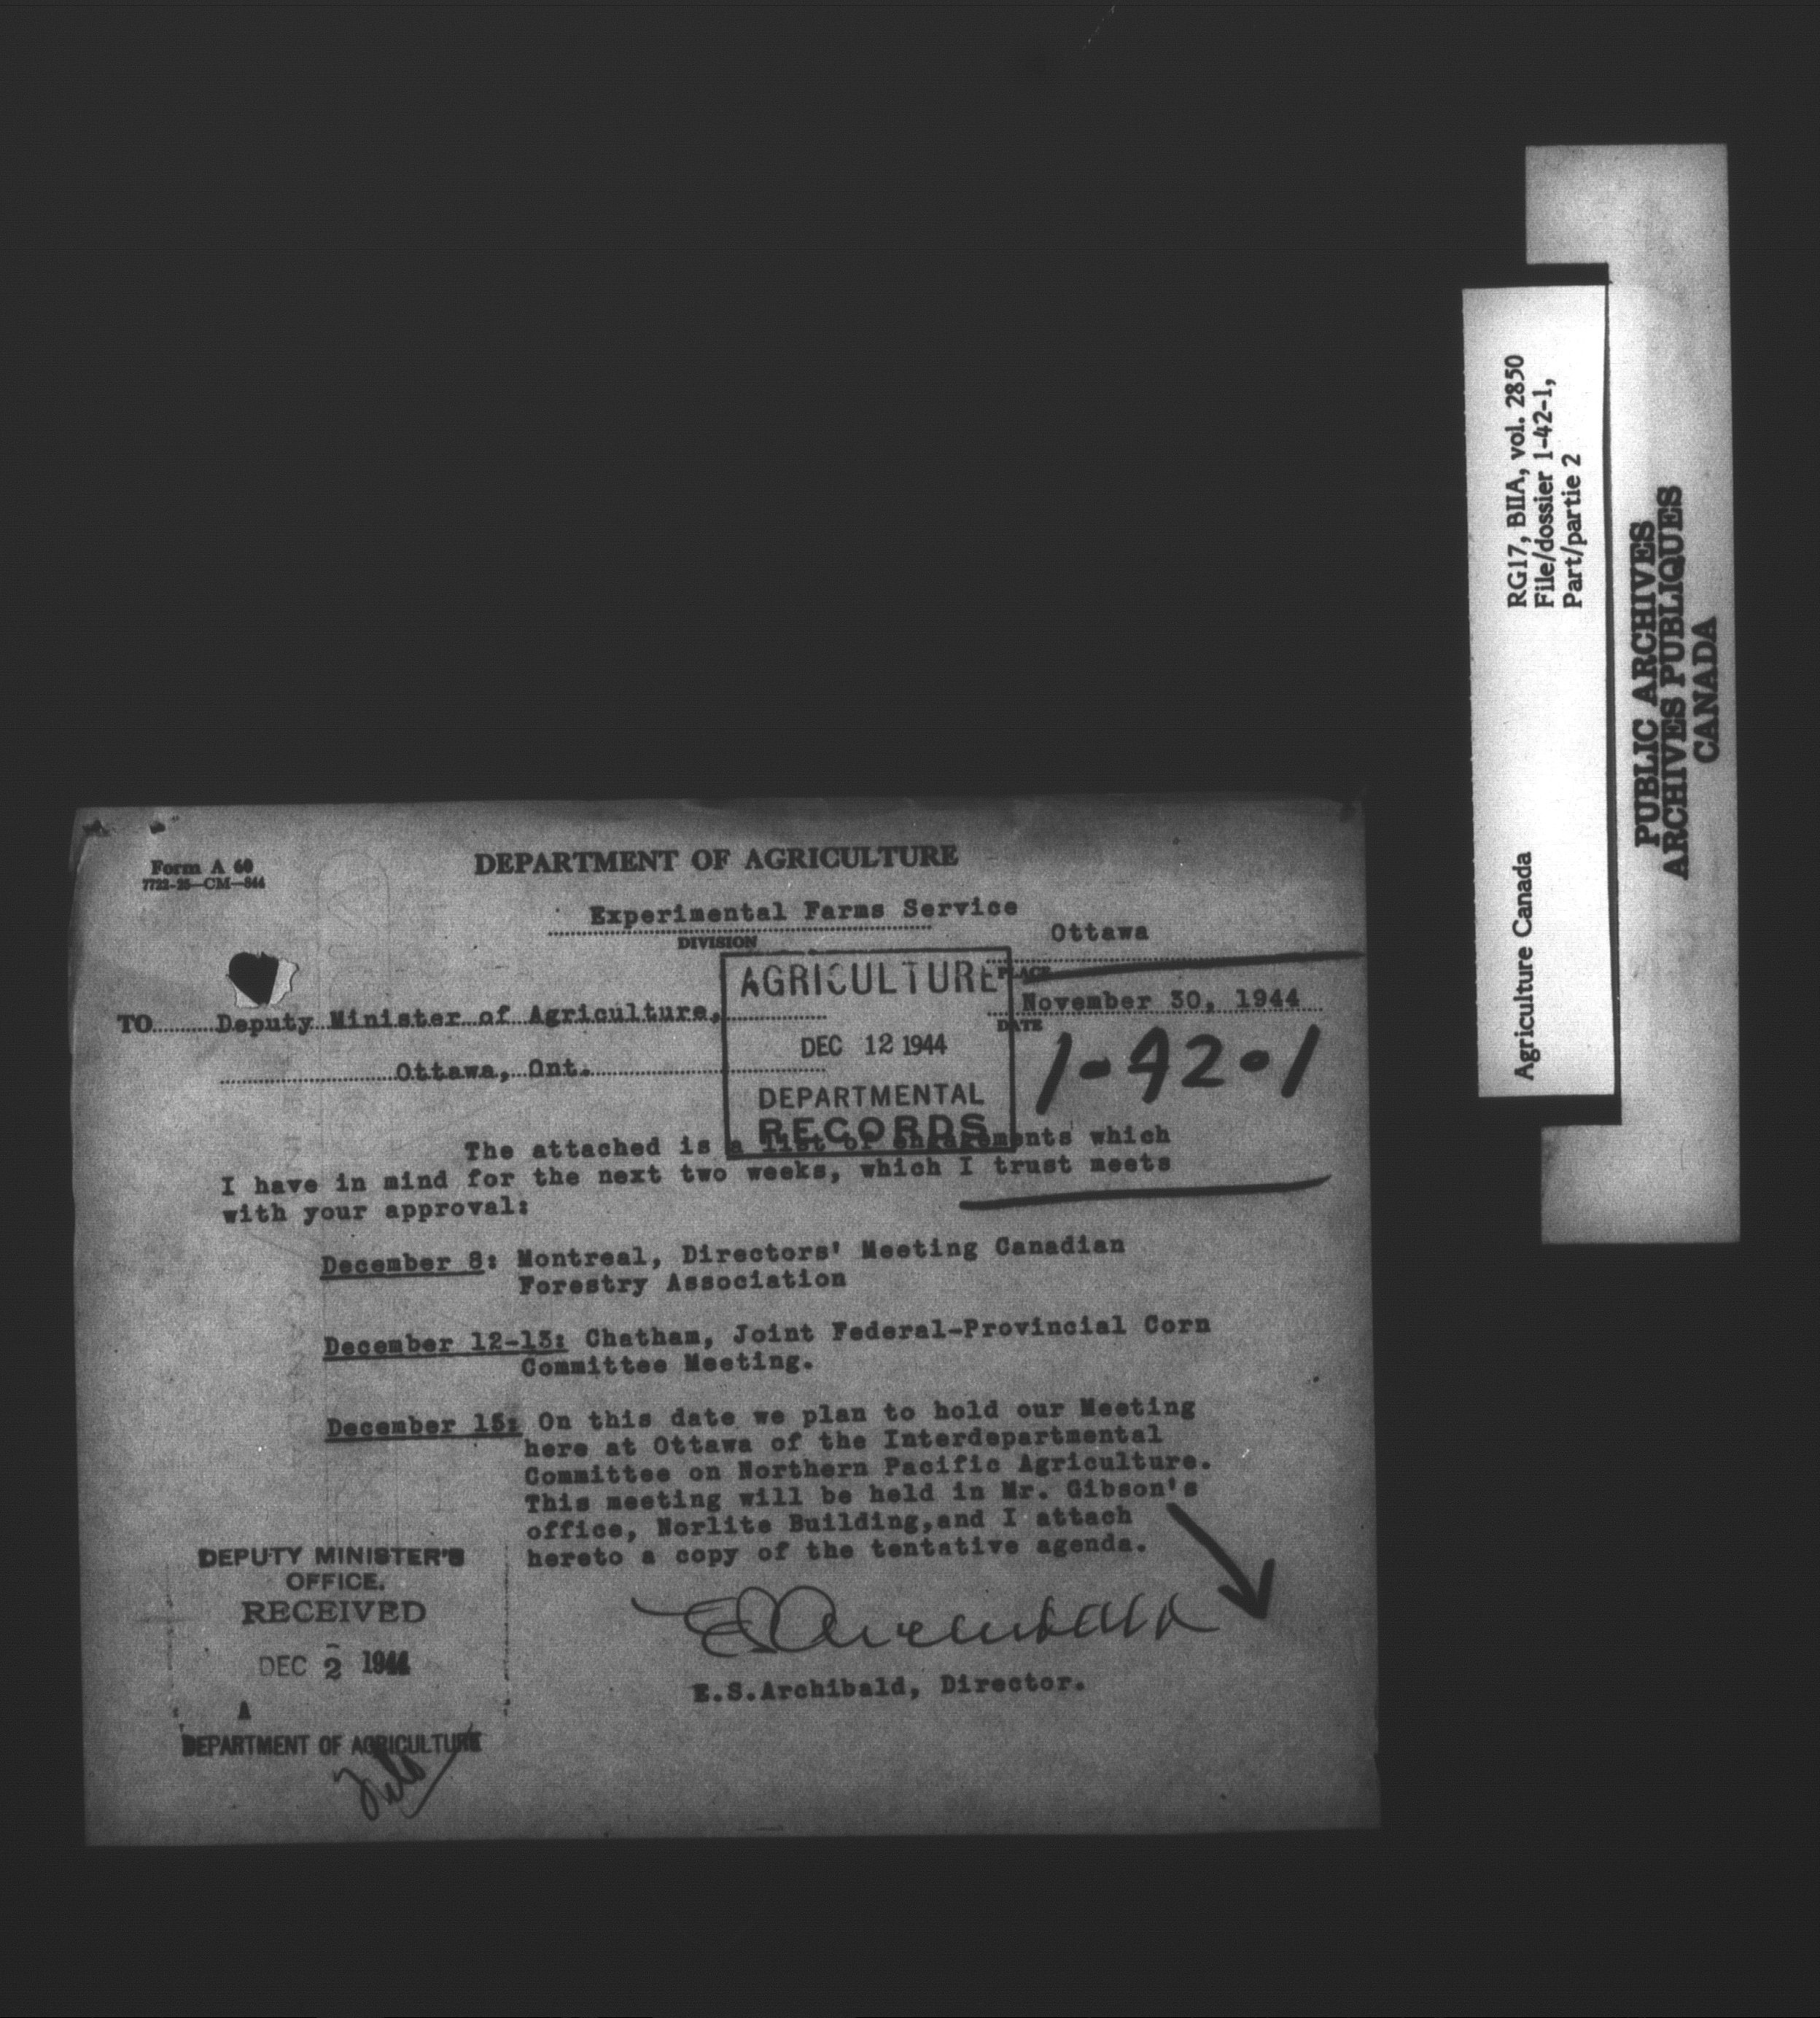 Form A 60
7722-25—CM—844
DEPARTMENT OF AGRICULTURE
Experimental Farms Service
DIVISION
Ottawa
PLACE
November 30, 1944
DATE
AGRICULTURE
DEC 12 1944
DEPARTMENTAL
RECORDS
1-42-1
TO Deputy Minister of Agriculture,
Ottawa, Ont.
The attached is a list of engagements which
I have in mind for the next two weeks, which I trust meets
with your approval:
December 8: Montreal, Directors' Meeting Canadian
Forestry Association
December 12-13: Chatham, Joint Federal-Provincial Corn
Committee Meeting.
December 15: On this date we plan to hold our Meeting
here at Ottawa of the Interdepartmental
Committee on Northern Pacific Agriculture.
This meeting will be held in Mr. Gibson's
office, Norlite Building,and I attach
hereto a copy of the tentative agenda.
E.S.Archibald
E.S.Archibald, Director.
DEPUTY MINISTER'S
OFFICE.
RECEIVED
DEC 2 1944
A
DEPARTMENT OF AGRICULTURE
RG17, BIIA, vol. 2850
File/dossier 1-42-1,
Part/partie 2
Agriculture Canada
PUBLIC ARCHIVES
ARCHIVES PUBLIQUES
CANADA